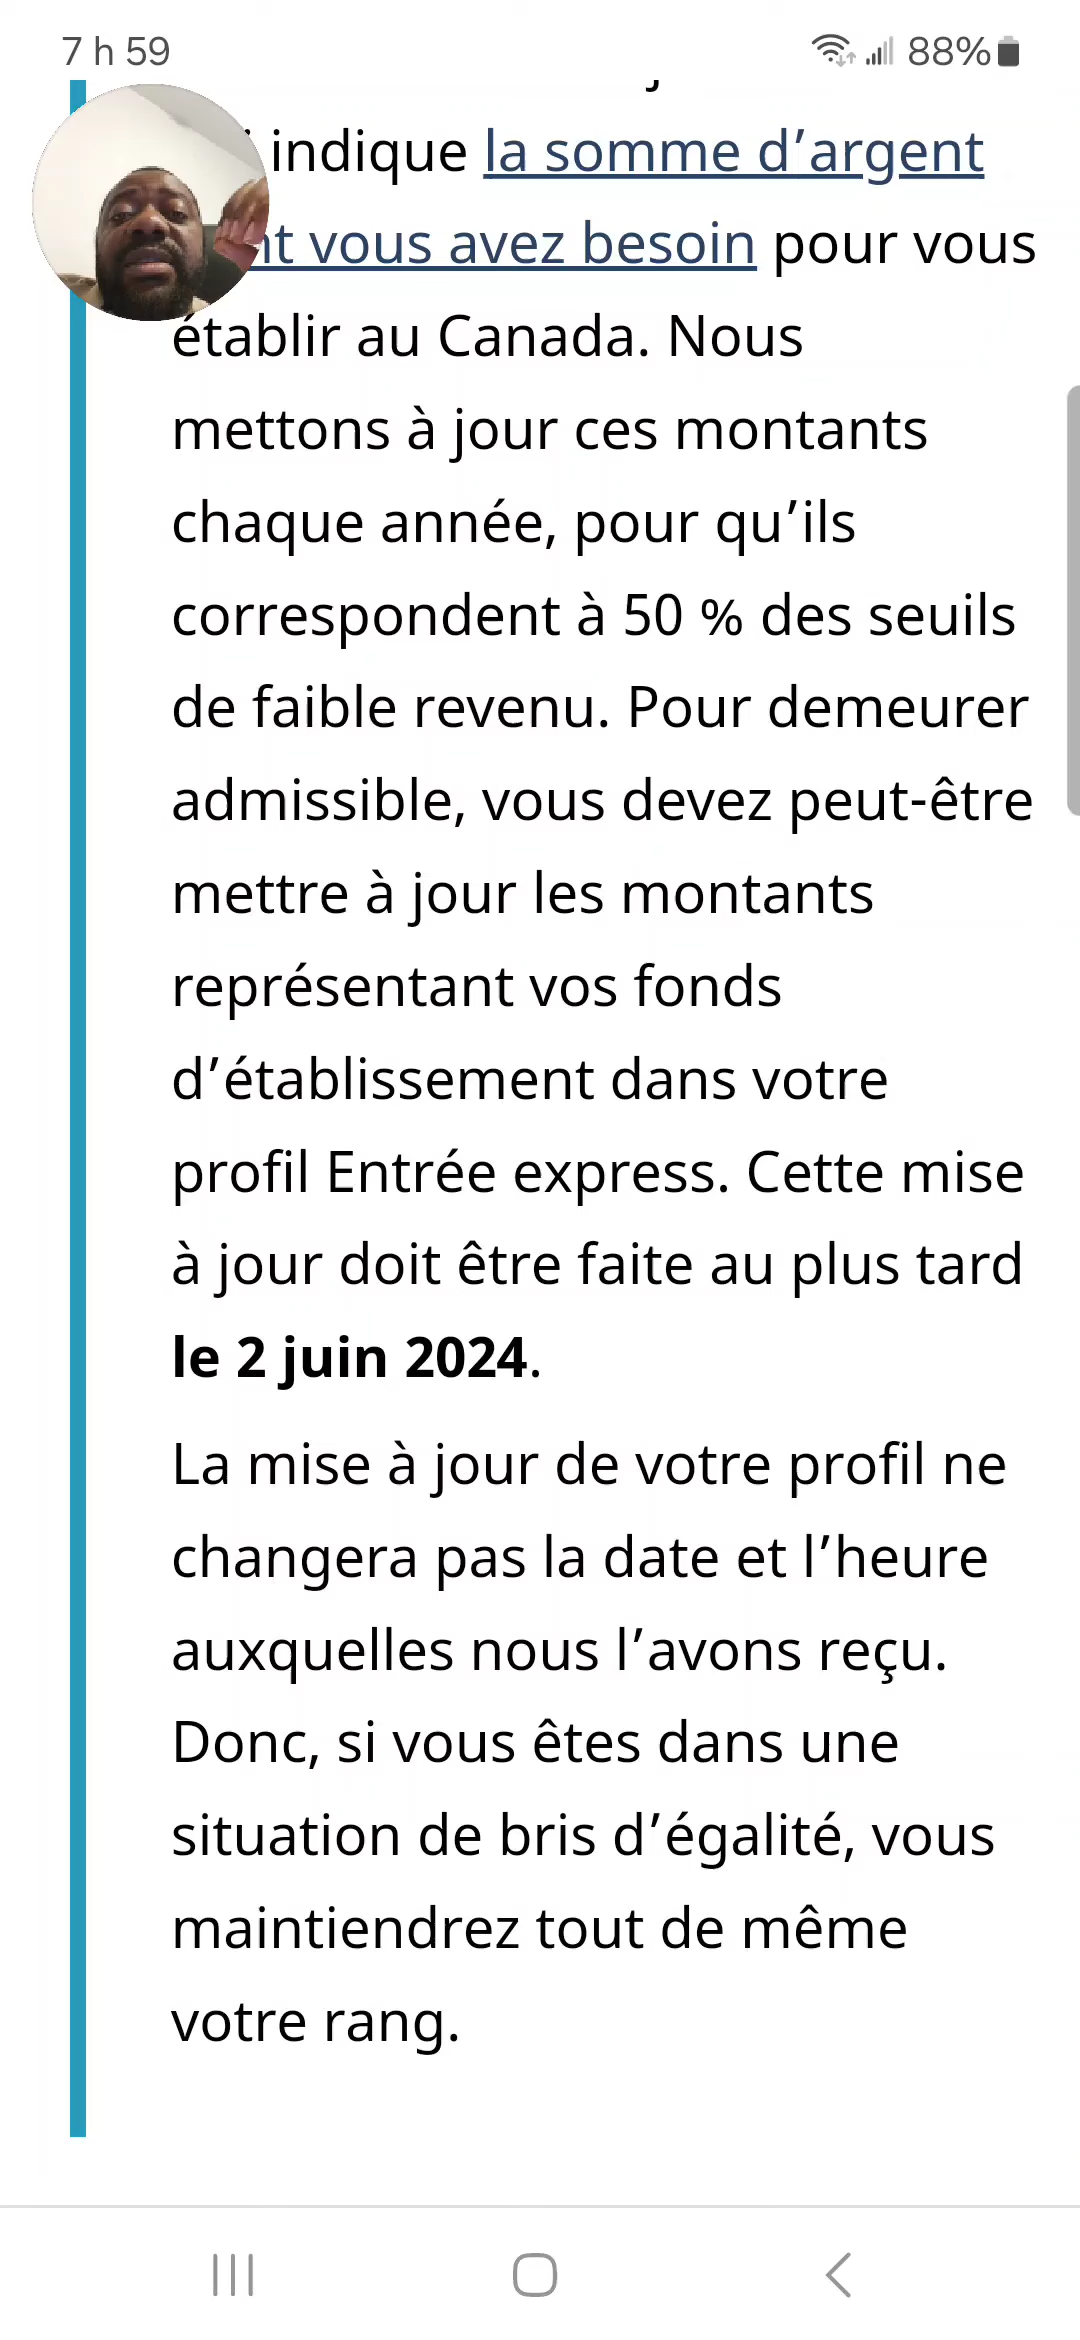 7 h 59
88%
indique la somme d’argent
vous avez besoin pour vous
établir au Canada. Nous
mettons à jour ces montants
chaque année, pour qu’ils
correspondent à 50 % des seuils
de faible revenu. Pour demeurer
admissible, vous devez peut-être
mettre à jour les montants
représentant vos fonds
d’établissement dans votre
profil Entrée express. Cette mise
à jour doit être faite au plus tard
le 2 juin 2024.
La mise à jour de votre profil ne
changera pas la date et l’heure
auxquelles nous l’avons reçu.
Donc, si vous êtes dans une
situation de bris d’égalité, vous
maintiendrez tout de même
votre rang.